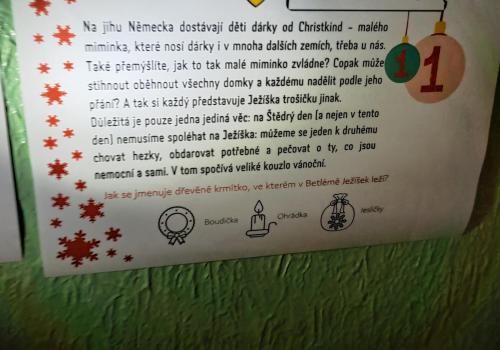 Na jihu Německa dostávají děti dárky od Christkind - malého
miminka, které nosí dárky i v mnoha dalších zemích, třeba u nás.
Také přemýšlíte, jak to tak malé miminko zvládne? Copak může
stihnout oběhnout všechny domky a každému nadělit podle jeho
přání? A tak si každý představuje Ježíška trošičku jinak.
Důležitá je pouze jedna jediná věc: na Štědrý den (a nejen v tento
den) nemusíme spoléhat na Ježíška: můžeme se jeden k druhému
chovat hezky, obdarovat potřebné a pečovat o ty, co jsou
nemocní a sami. V tom spočívá veliké kouzlo vánoční.
1 1
Jak se jmenuje dřevěné krmítko, ve kterém v Betlémě Ježíšek leží?
Boudička
Ohrádka
Jesličky